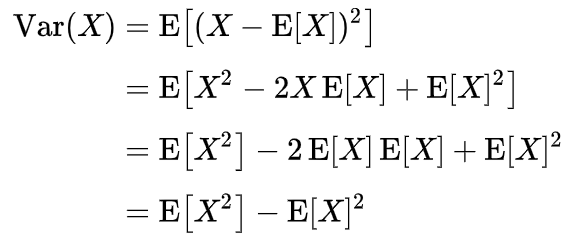 Var(X) = E[(X − E[X])²]
= E[X² − 2X E[X] + E[X]²]
= E[X²] − 2 E[X] E[X] + E[X]²
= E[X²] − E[X]²